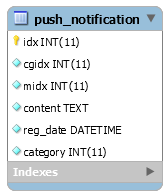 push_notification
idx INT(11)
cgidx INT(11)
midx INT(11)
content TEXT
reg_date DATETIME
category INT(11)
Indexes